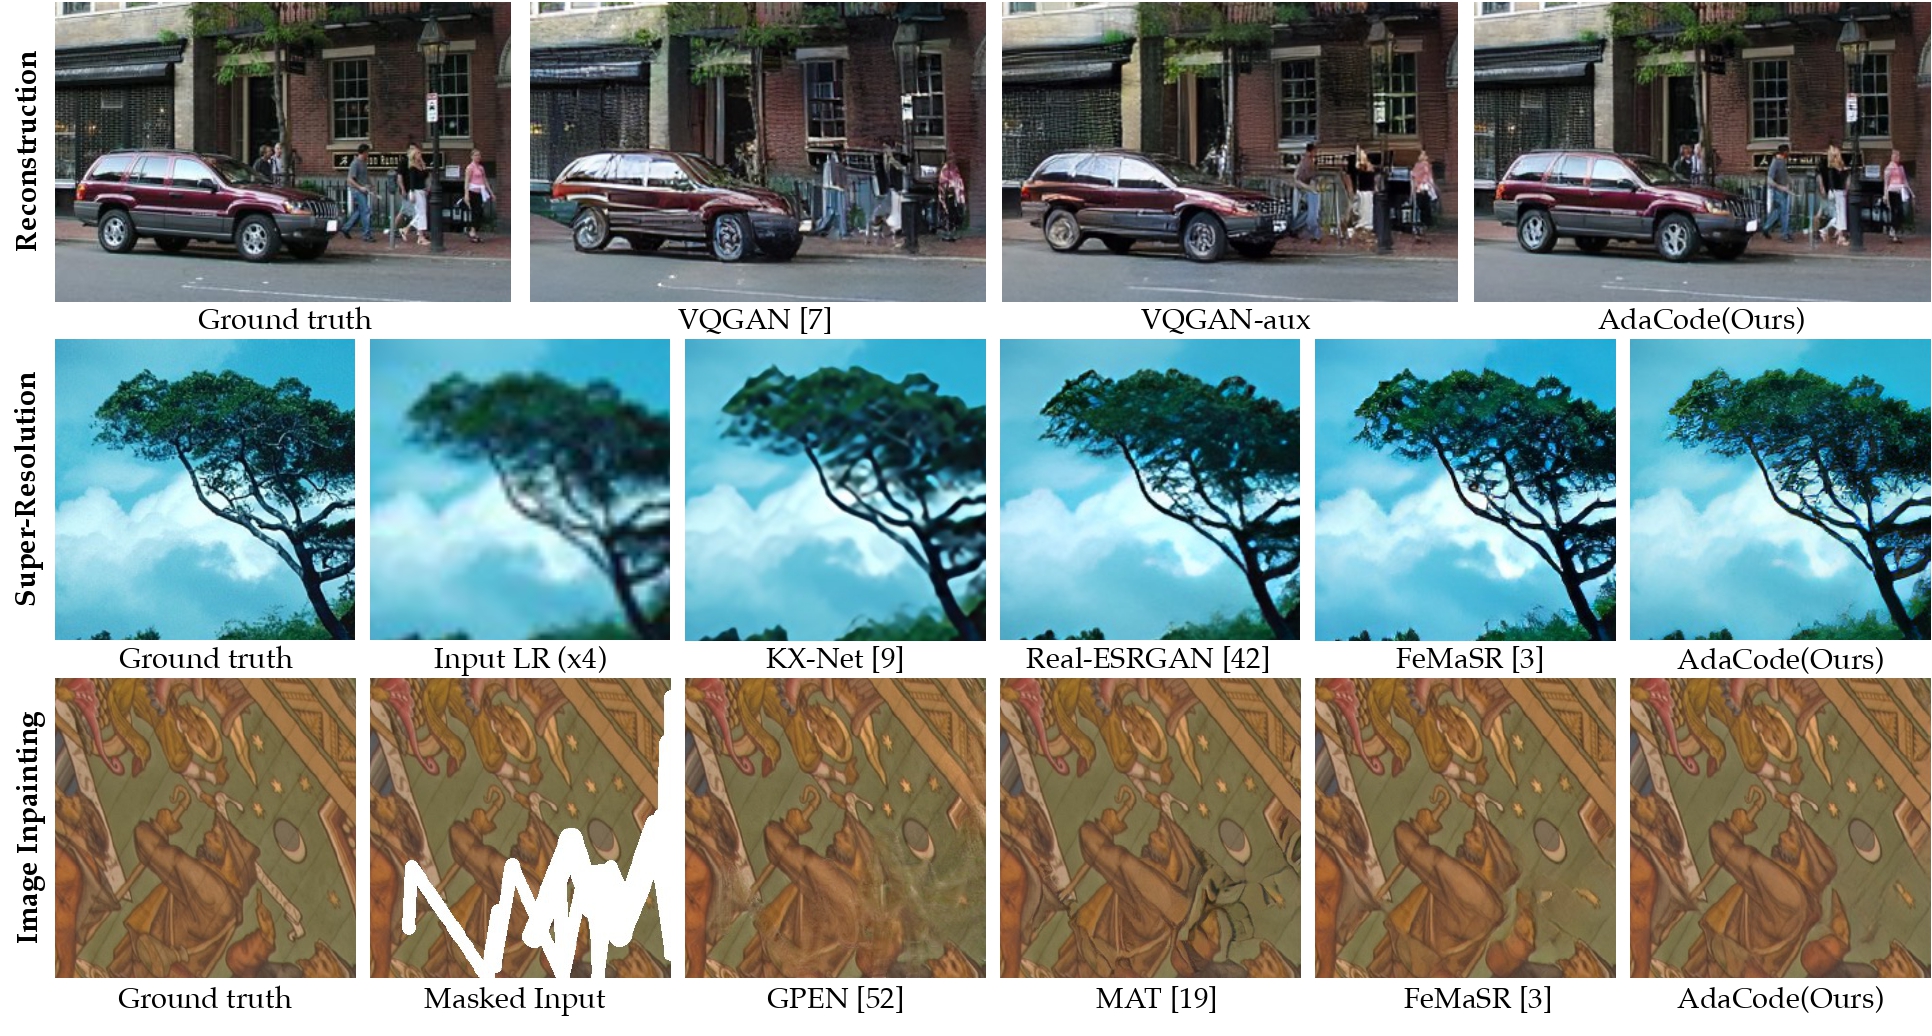 Reconstruction
Ground truth
VQGAN [7]
VQGAN-aux
AdaCode(Ours)
Super-Resolution
Ground truth
Input LR (x4)
KX-Net [9]
Real-ESRGAN [42]
FeMaSR [3]
AdaCode(Ours)
Image Inpainting
Ground truth
Masked Input
GPEN [52]
MAT [19]
FeMaSR [3]
AdaCode(Ours)